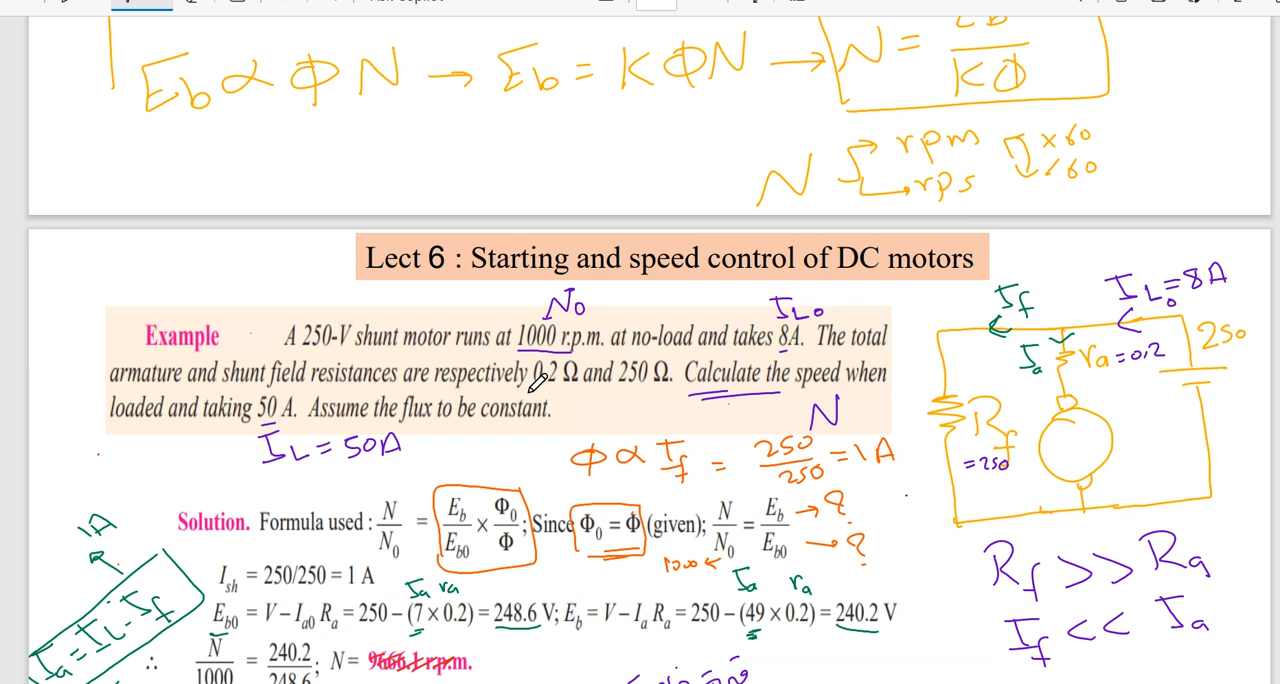 Eb α Φ N → Eb = KΦN → N = Eb / KΦ
N rpm × 60
rps / 60
Lect 6 : Starting and speed control of DC motors
N0 IL0
Example A 250-V shunt motor runs at 1000 r.p.m. at no-load and takes 8A. The total
armature and shunt field resistances are respectively 0.2 Ω and 250 Ω. Calculate the speed when
loaded and taking 50 A. Assume the flux to be constant.
IL = 50A N
Φ α If = 250/250 = 1A
If IL0 = 8A
Ia ra = 0,2 250
Rf = 250
Solution. Formula used : N/N0 = Eb/Eb0 × Φ0/Φ ; Since Φ0 = Φ (given); N/N0 = Eb/Eb0 → ? → ?
1000
1A
Ish = 250/250 = 1 A
Ia ra Ia ra
Eb0 = V – Ia0 Ra = 250 – (7 × 0.2) = 248.6 V; Eb = V – Ia Ra = 250 – (49 × 0.2) = 240.2 V
Ia = IL - If
∴ N/1000 = 240.2/248.6; N =
Rf >> Ra
If << Ia